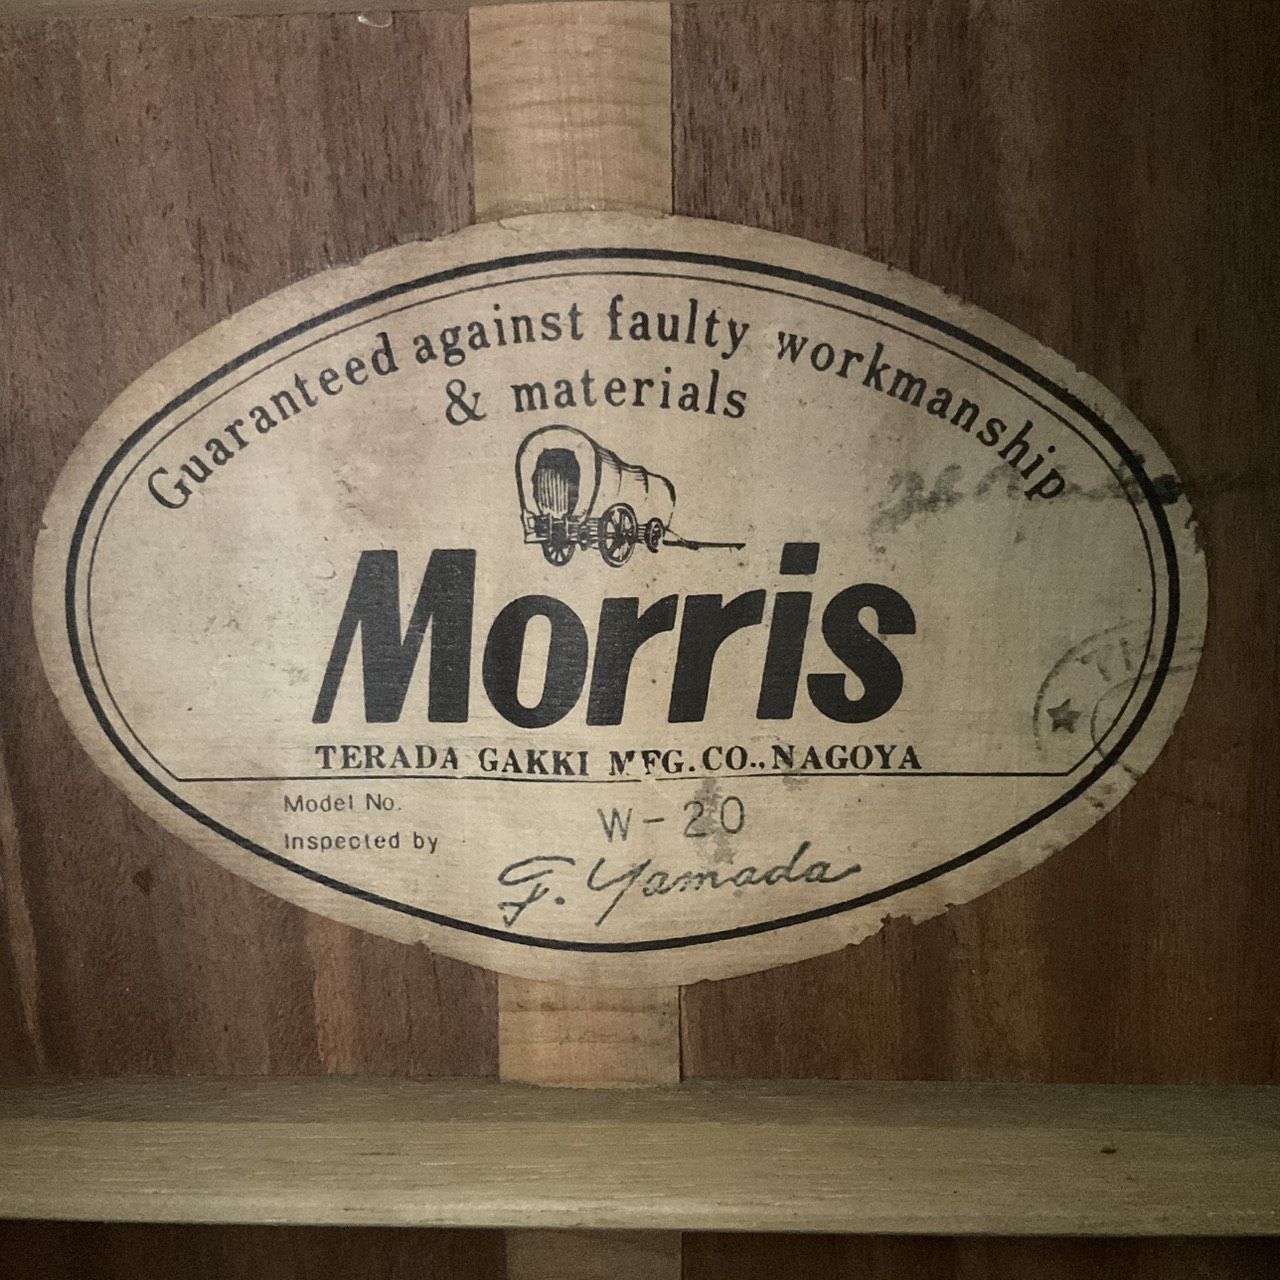 Guaranteed against faulty workmanship
& materials
Morris
TERADA GAKKI MFG. CO.. NAGOYA
Model No. W-20
Inspected by F. Yamada